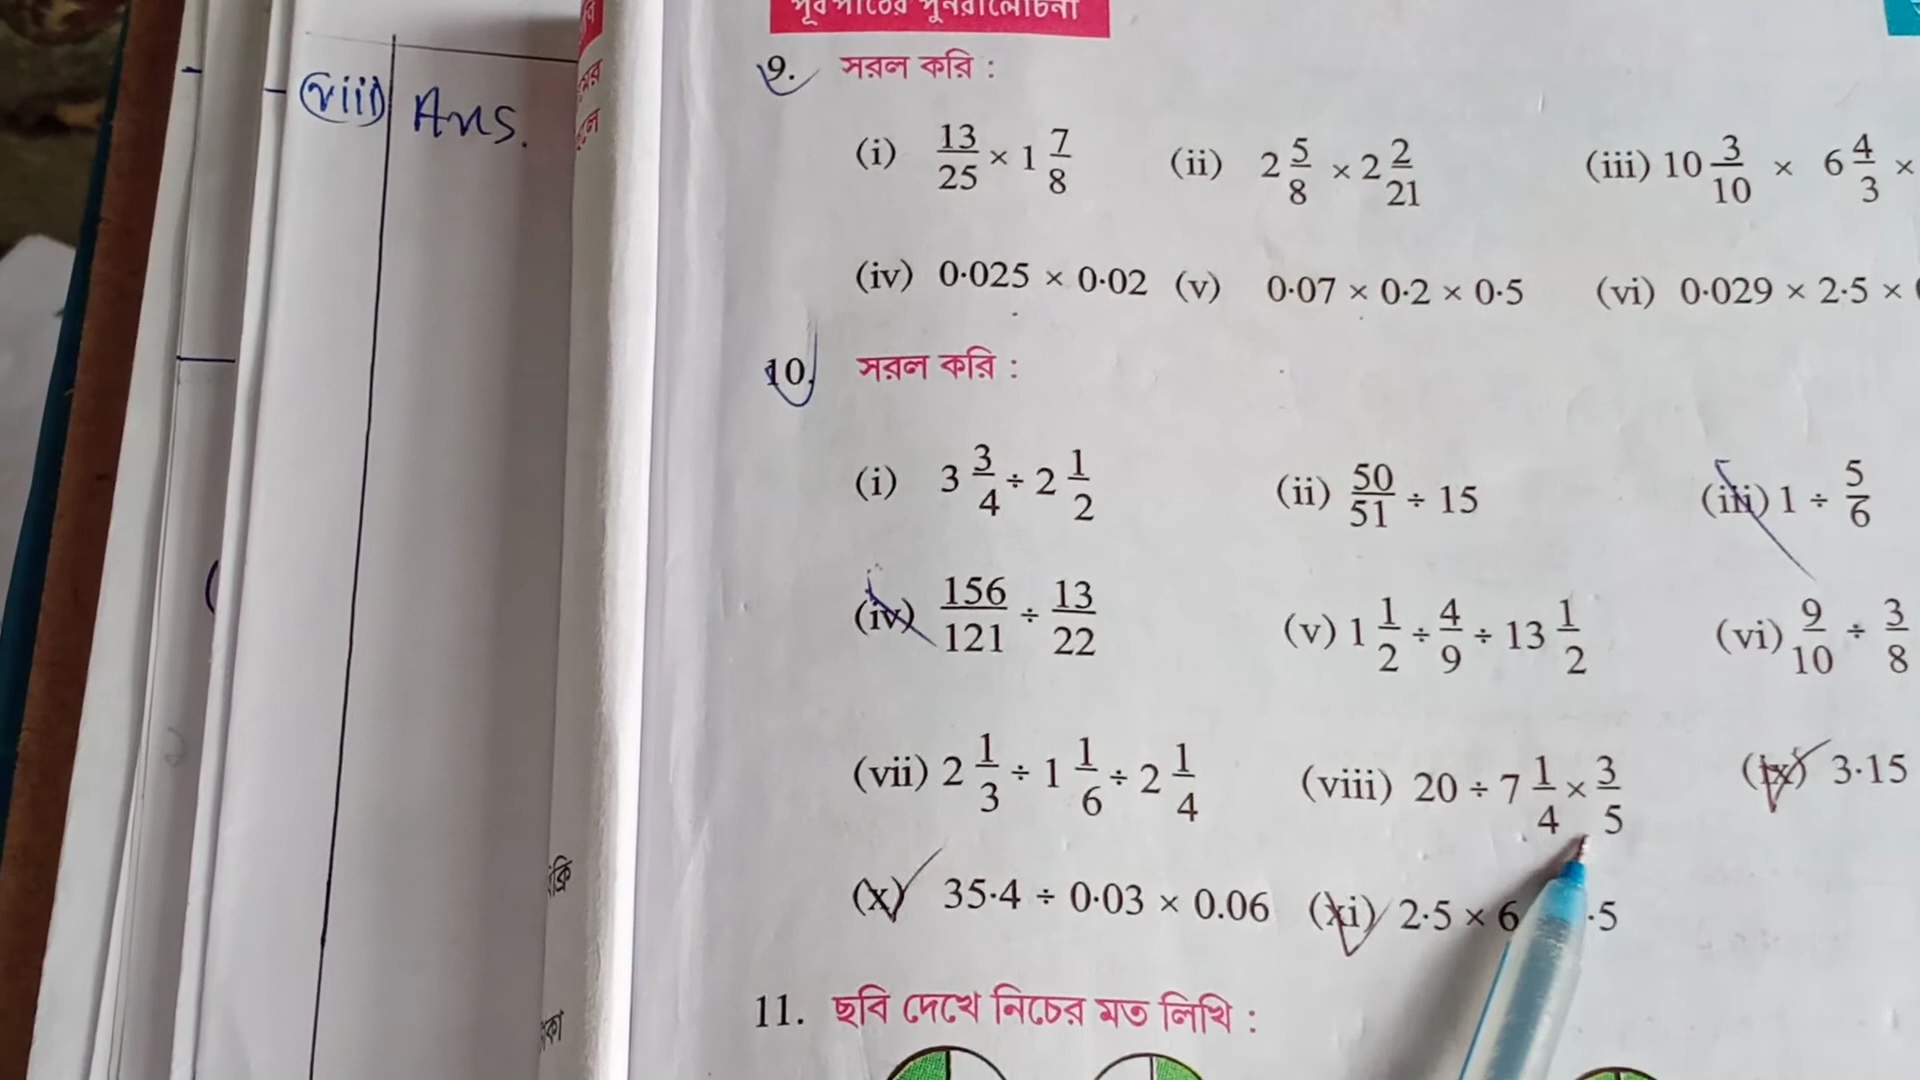 (viii) Ans.
পূর্বপাঠের পুনরালোচনা
9. সরল করি :
(i) 13/25 × 1 7/8 (ii) 2 5/8 × 2 2/21 (iii) 10 3/10 × 6 4/3 ×
(iv) 0·025 × 0·02 (v) 0·07 × 0·2 × 0·5 (vi) 0·029 × 2·5 ×
10. সরল করি :
(i) 3 3/4 ÷ 2 1/2 (ii) 50/51 ÷ 15 (iii) 1 ÷ 5/6
(iv) 156/121 ÷ 13/22 (v) 1 1/2 ÷ 4/9 ÷ 13 1/2 (vi) 9/10 ÷ 3/8
(vii) 2 1/3 ÷ 1 1/6 ÷ 2 1/4 (viii) 20 ÷ 7 1/4 × 3/5 (ix) 3·15
(x) 35·4 ÷ 0·03 × 0.06 (xi) 2·5 × 6 ·5
11. ছবি দেখে নিচের মত লিখি :